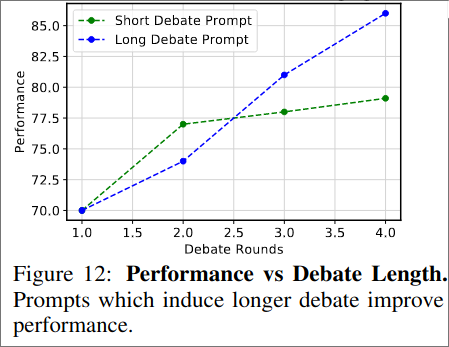 Short Debate Prompt
Long Debate Prompt
85.0
82.5
80.0
77.5
75.0
72.5
70.0
Performance
1.0 1.5 2.0 2.5 3.0 3.5 4.0
Debate Rounds
Figure 12: Performance vs Debate Length.
Prompts which induce longer debate improve
performance.